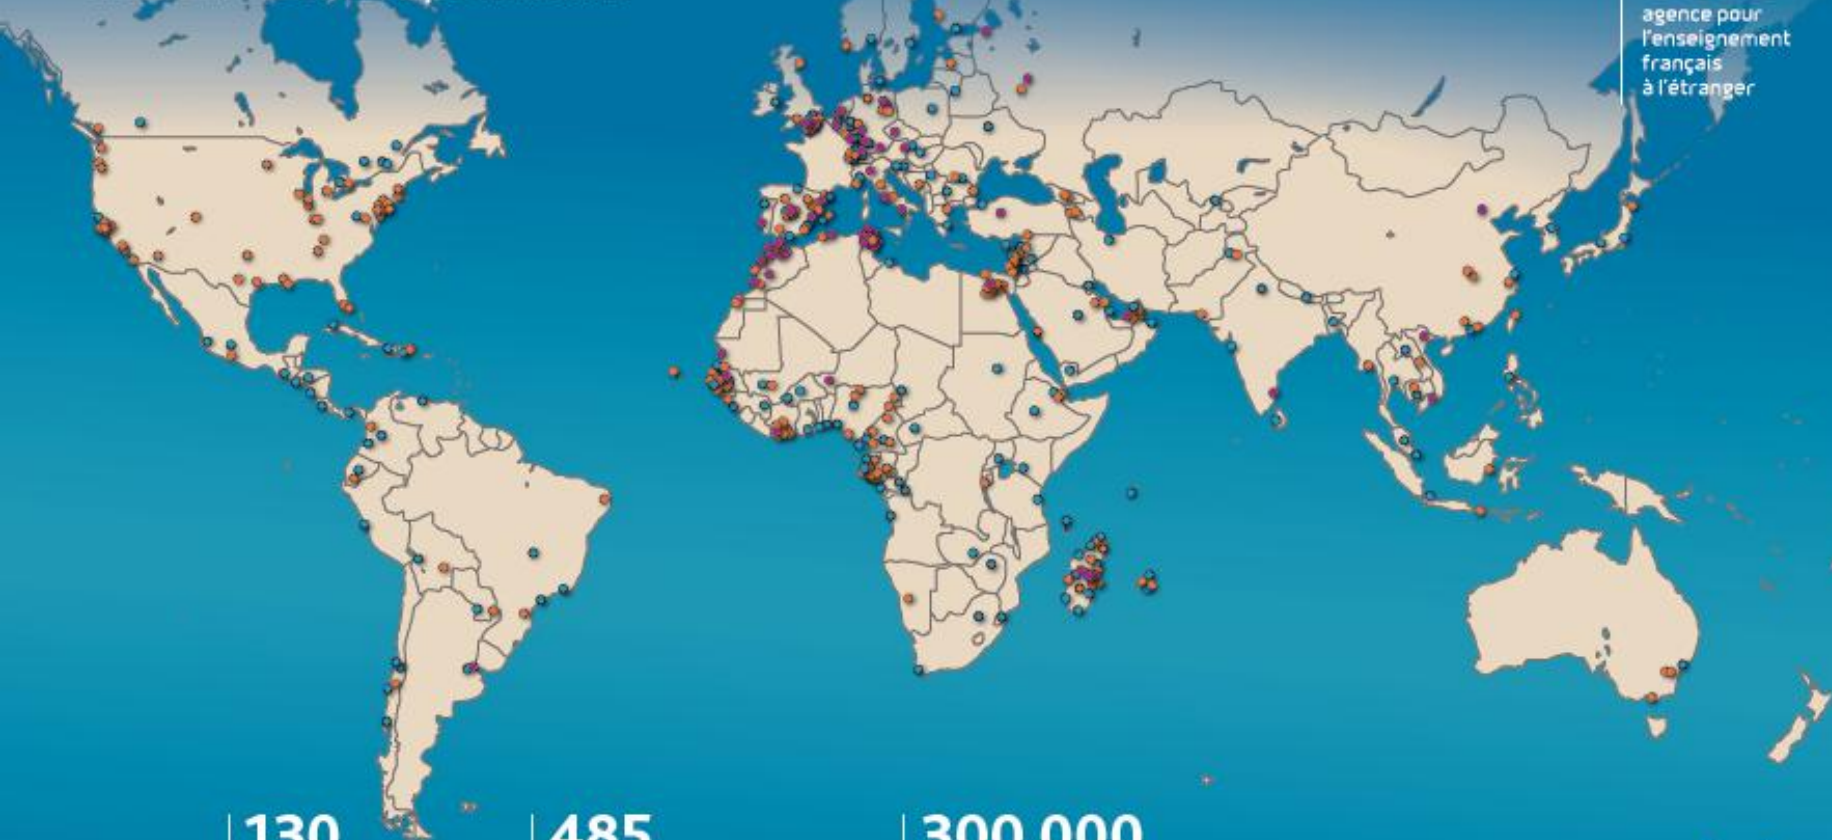 agence pour
l'enseignement
français
à l'étranger
130
485
300 000